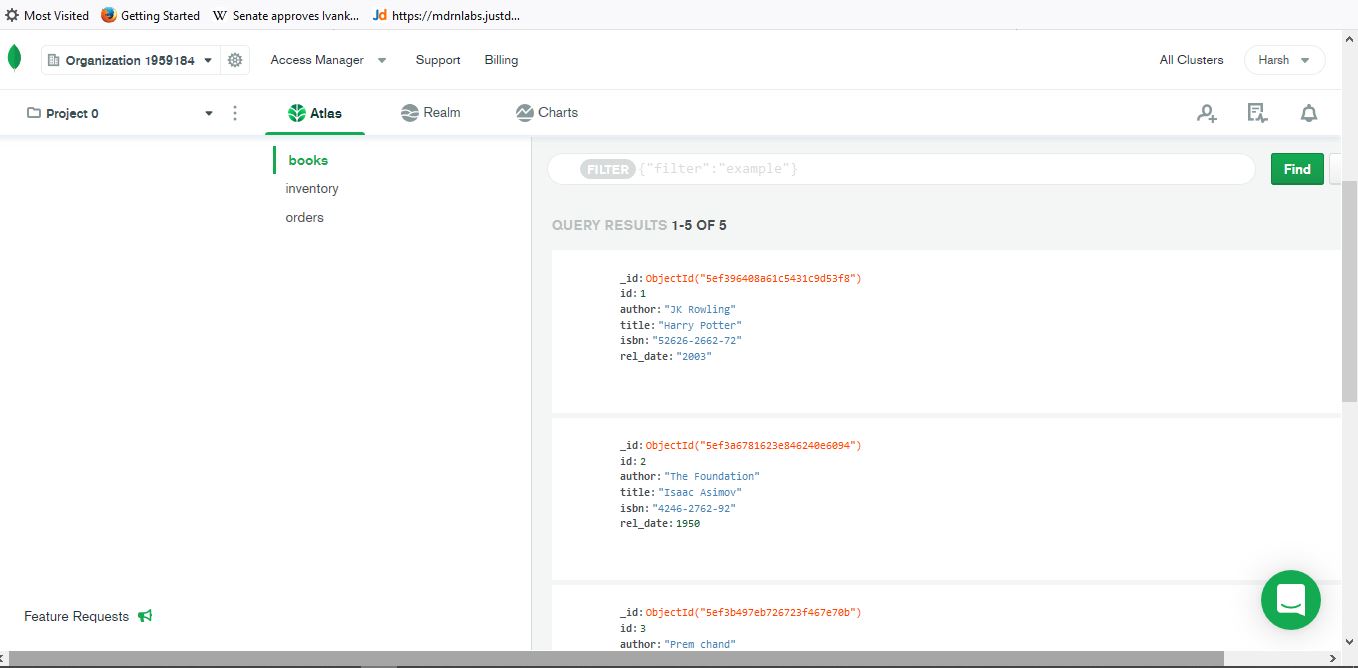 Most Visited Getting Started W Senate approves Ivank... Jd https://mdrnlabs.justd...
Organization 1959184 Access Manager Support Billing All Clusters Harsh
Project 0 Atlas Realm Charts
books
inventory
orders
FILTER {"filter":"example"} Find
QUERY RESULTS 1-5 OF 5
_id: ObjectId("5ef396408a61c5431c9d53f8")
id: 1
author: "JK Rowling"
title: "Harry Potter"
isbn: "52626-2662-72"
rel_date: "2003"
_id: ObjectId("5ef3a6781623e846240e6094")
id: 2
author: "The Foundation"
title: "Isaac Asimov"
isbn: "4246-2762-92"
rel_date: 1950
_id: ObjectId("5ef3b497eb726723f467e70b")
id: 3
author: "Prem chand"
Feature Requests